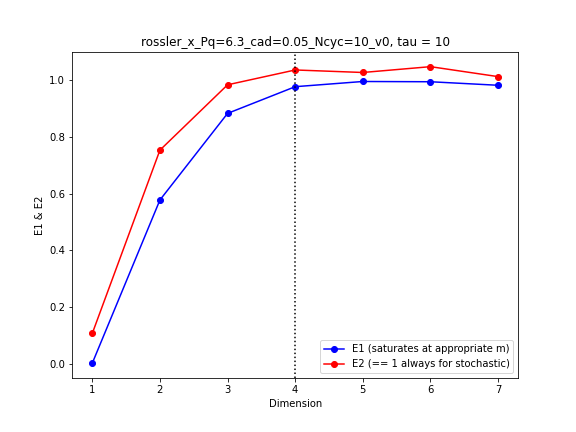 rossler_x_Pq=6.3_cad=0.05_Ncyc=10_v0, tau = 10
1.0
0.8
0.6
0.4
0.2
0.0
E1 & E2
E1 (saturates at appropriate m)
E2 (== 1 always for stochastic)
1 2 3 4 5 6 7
Dimension